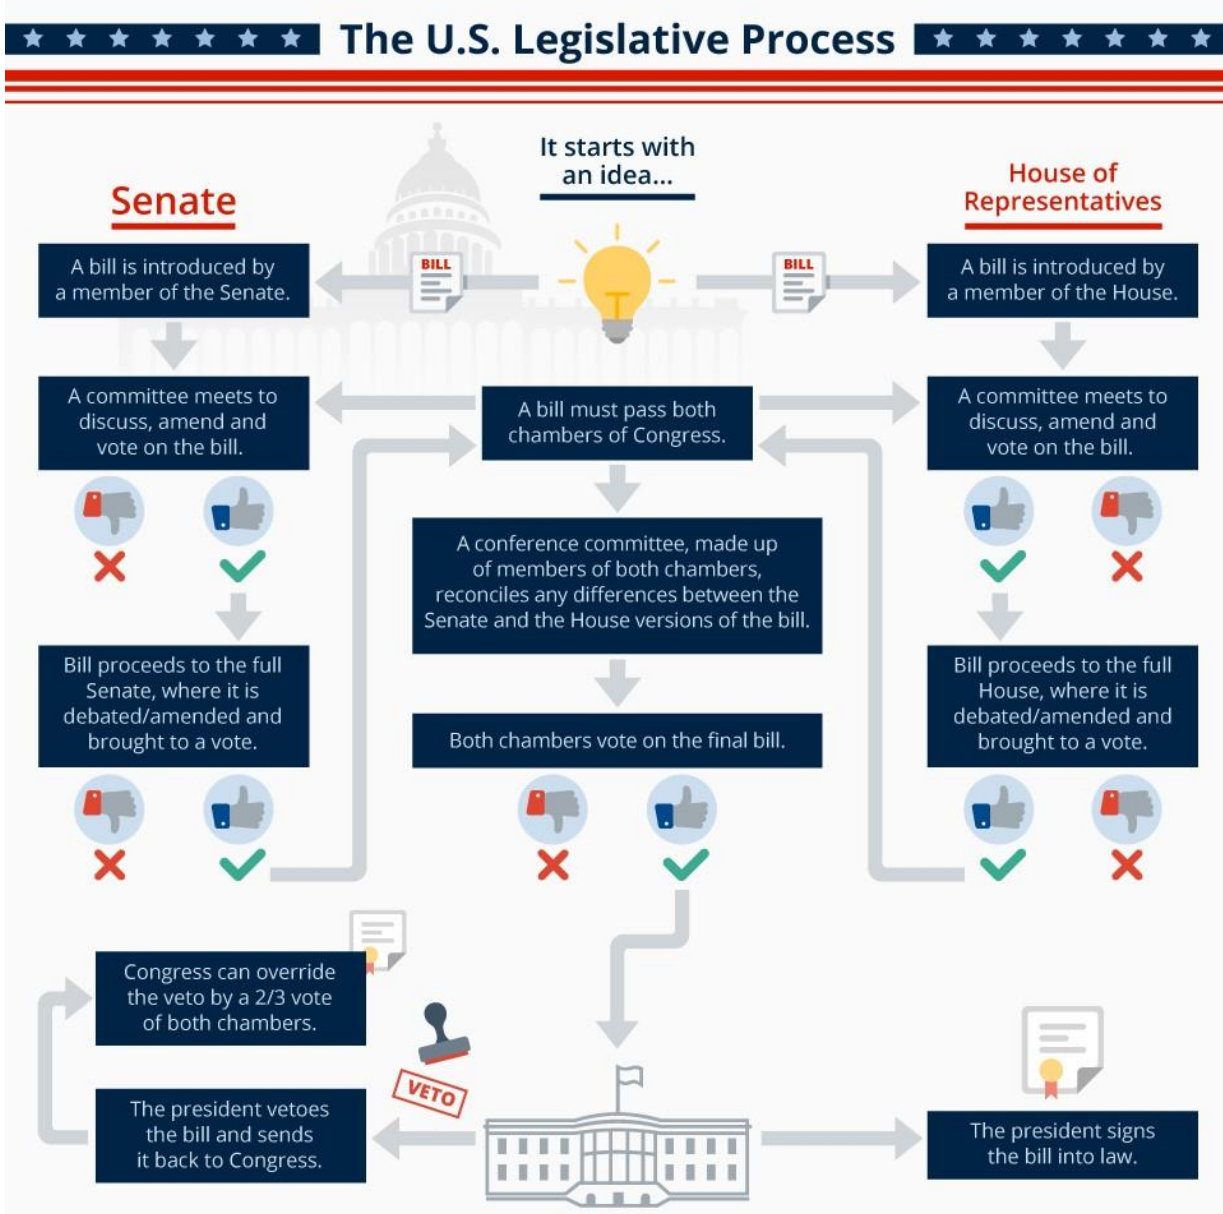 The U.S. Legislative Process
It starts with
an idea...
Senate
House of
Representatives
A bill is introduced by
a member of the Senate.
BILL
BILL
A bill is introduced by
a member of the House.
A committee meets to
discuss, amend and
vote on the bill.
A bill must pass both
chambers of Congress.
A committee meets to
discuss, amend and
vote on the bill.
A conference committee, made up
of members of both chambers,
reconciles any differences between the
Senate and the House versions of the bill.
Bill proceeds to the full
Senate, where it is
debated/amended and
brought to a vote.
Both chambers vote on the final bill.
Bill proceeds to the full
House, where it is
debated/amended and
brought to a vote.
Congress can override
the veto by a 2/3 vote
of both chambers.
VETO
The president vetoes
the bill and sends
it back to Congress.
The president signs
the bill into law.